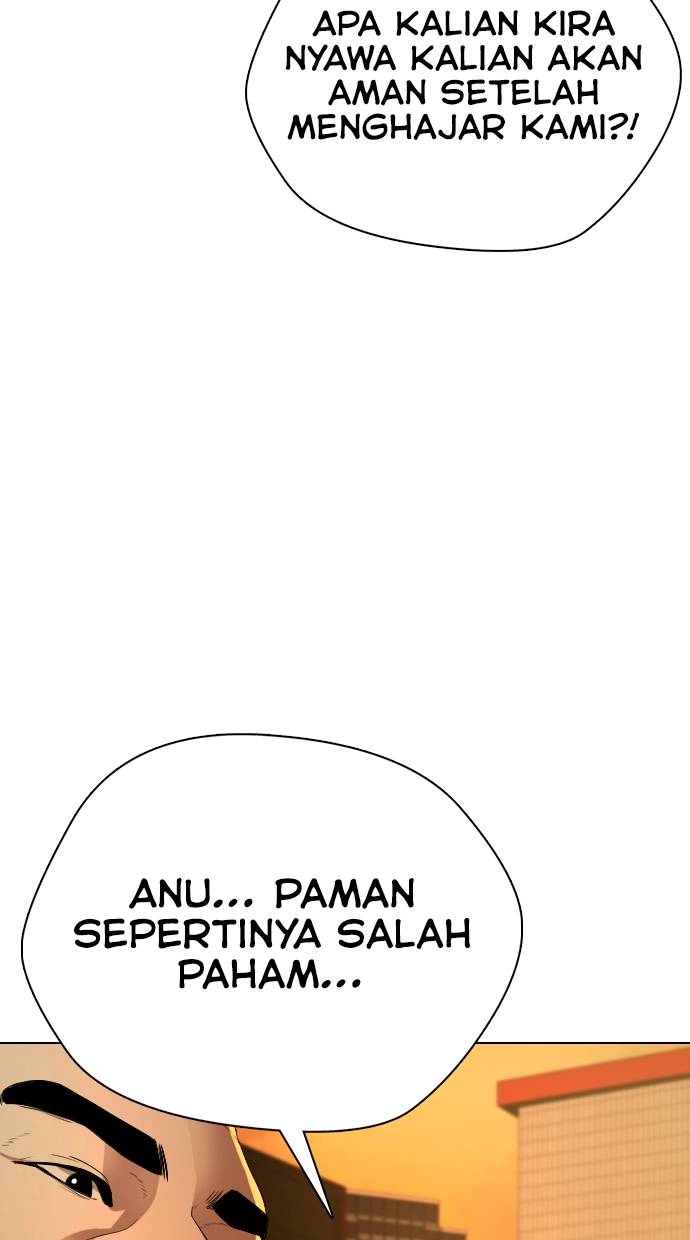 APA KALIAN KIRA
NYAWA KALIAN AKAN
AMAN SETELAH
MENGHAJAR KAMI?!
ANU... PAMAN
SEPERTINYA SALAH
PAHAM...